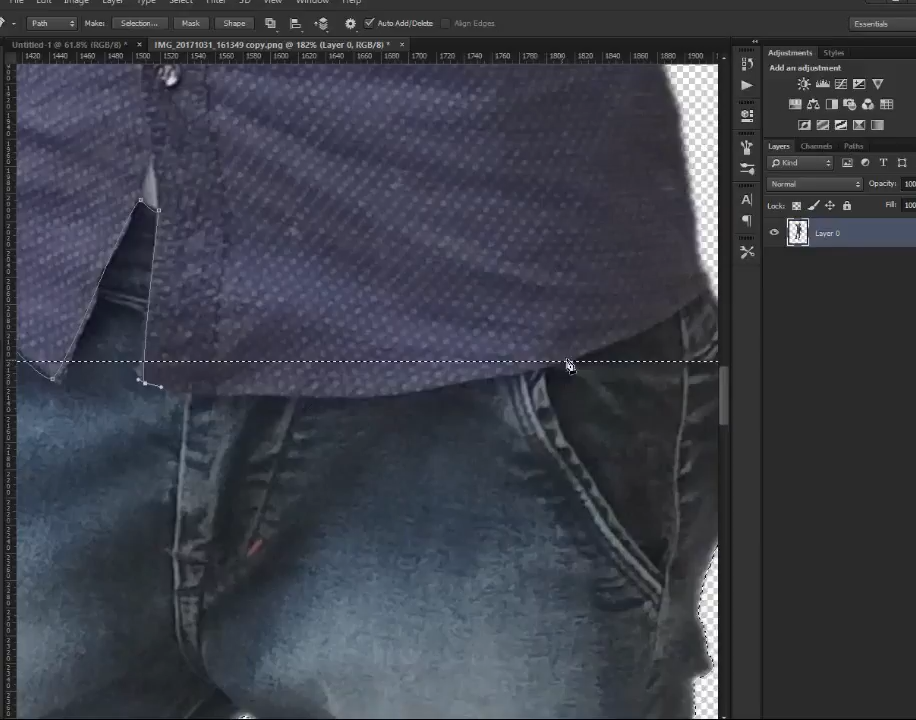 File Edit Image Layer Type Select Filter 3D View Window Help
Path Make: Selection... Mask Shape Auto Add/Delete Align Edges Essentials
Untitled-1 @ 61.8% (RGB/8) * × IMG_20171031_161349 copy.png @ 182% (Layer 0, RGB/8) * ×
1420 1440 1460 1480 1500 1520 1540 1560 1580 1600 1620 1640 1660 1680 1700 1720 1740 1760 1780 1800 1820 1840 1860 1880 1900
Adjustments Styles
Add an adjustment
Layers Channels Paths
Kind T
Normal Opacity: 100
Lock: Fill: 100
Layer 0